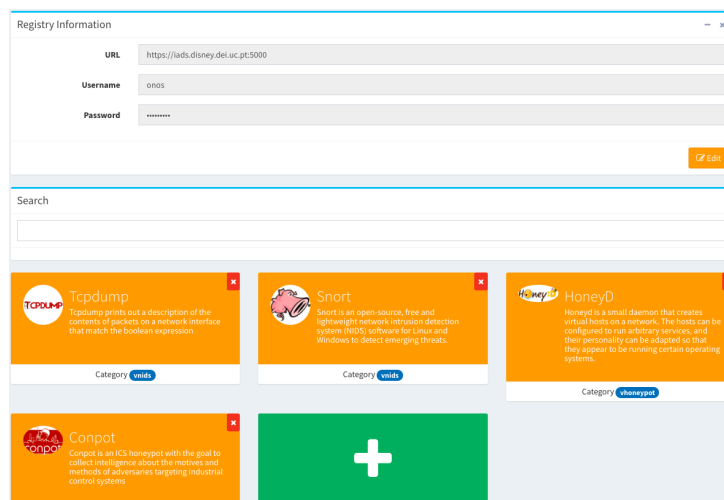 Registry Information
URL
https://iads.disney.dei.uc.pt:5000
Username
onos
Password
•••••••••
Edit
Search
TCPDUMP
Tcpdump
Tcpdump prints out a description of the
contents of packets on a network interface
that match the boolean expression
Category vnids
Snort
Snort is an open-source, free and
lightweight network intrusion detection
system (NIDS) software for Linux and
Windows to detect emerging threats.
Category vnids
HoneyD
HoneyD
Honeyd is a small daemon that creates
virtual hosts on a network. The hosts can be
configured to run arbitrary services, and
their personality can be adapted so that
they appear to be running certain operating
systems.
Category vhoneypot
conpot
Conpot
Conpot is an ICS honeypot with the goal to
collect intelligence about the motives and
methods of adversaries targeting industrial
control systems